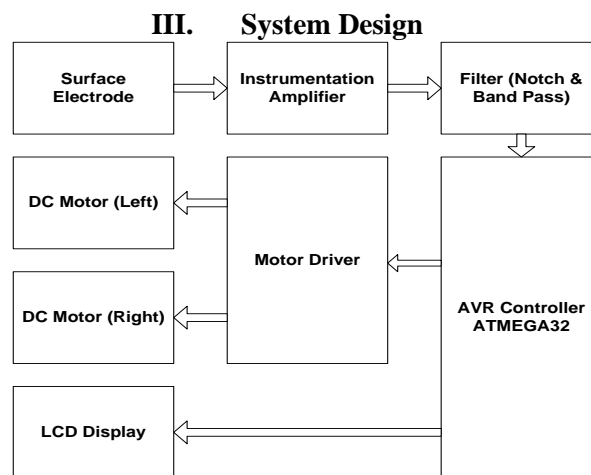 III. System Design
Surface
Electrode
Instrumentation
Amplifier
Filter (Notch &
Band Pass)
DC Motor (Left)
Motor Driver
DC Motor (Right)
AVR Controller
ATMEGA32
LCD Display